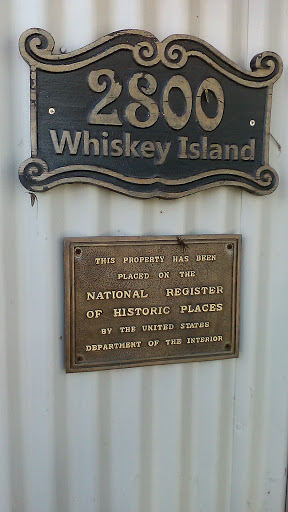 2800
Whiskey Island
THIS PROPERTY HAS BEEN
PLACED ON THE
NATIONAL REGISTER
OF HISTORIC PLACES
BY THE UNITED STATES
DEPARTMENT OF THE INTERIOR